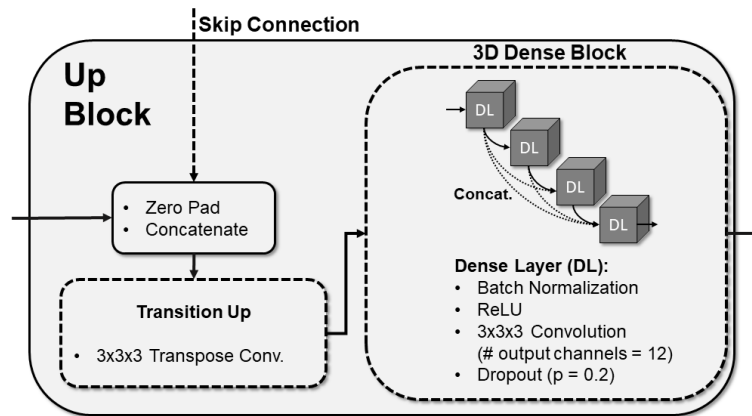 Skip Connection
3D Dense Block
Up
Block
DL
DL
DL
DL
Concat.
• Zero Pad
• Concatenate
Transition Up
• 3x3x3 Transpose Conv.
Dense Layer (DL):
• Batch Normalization
• ReLU
• 3x3x3 Convolution
(# output channels = 12)
• Dropout (p = 0.2)